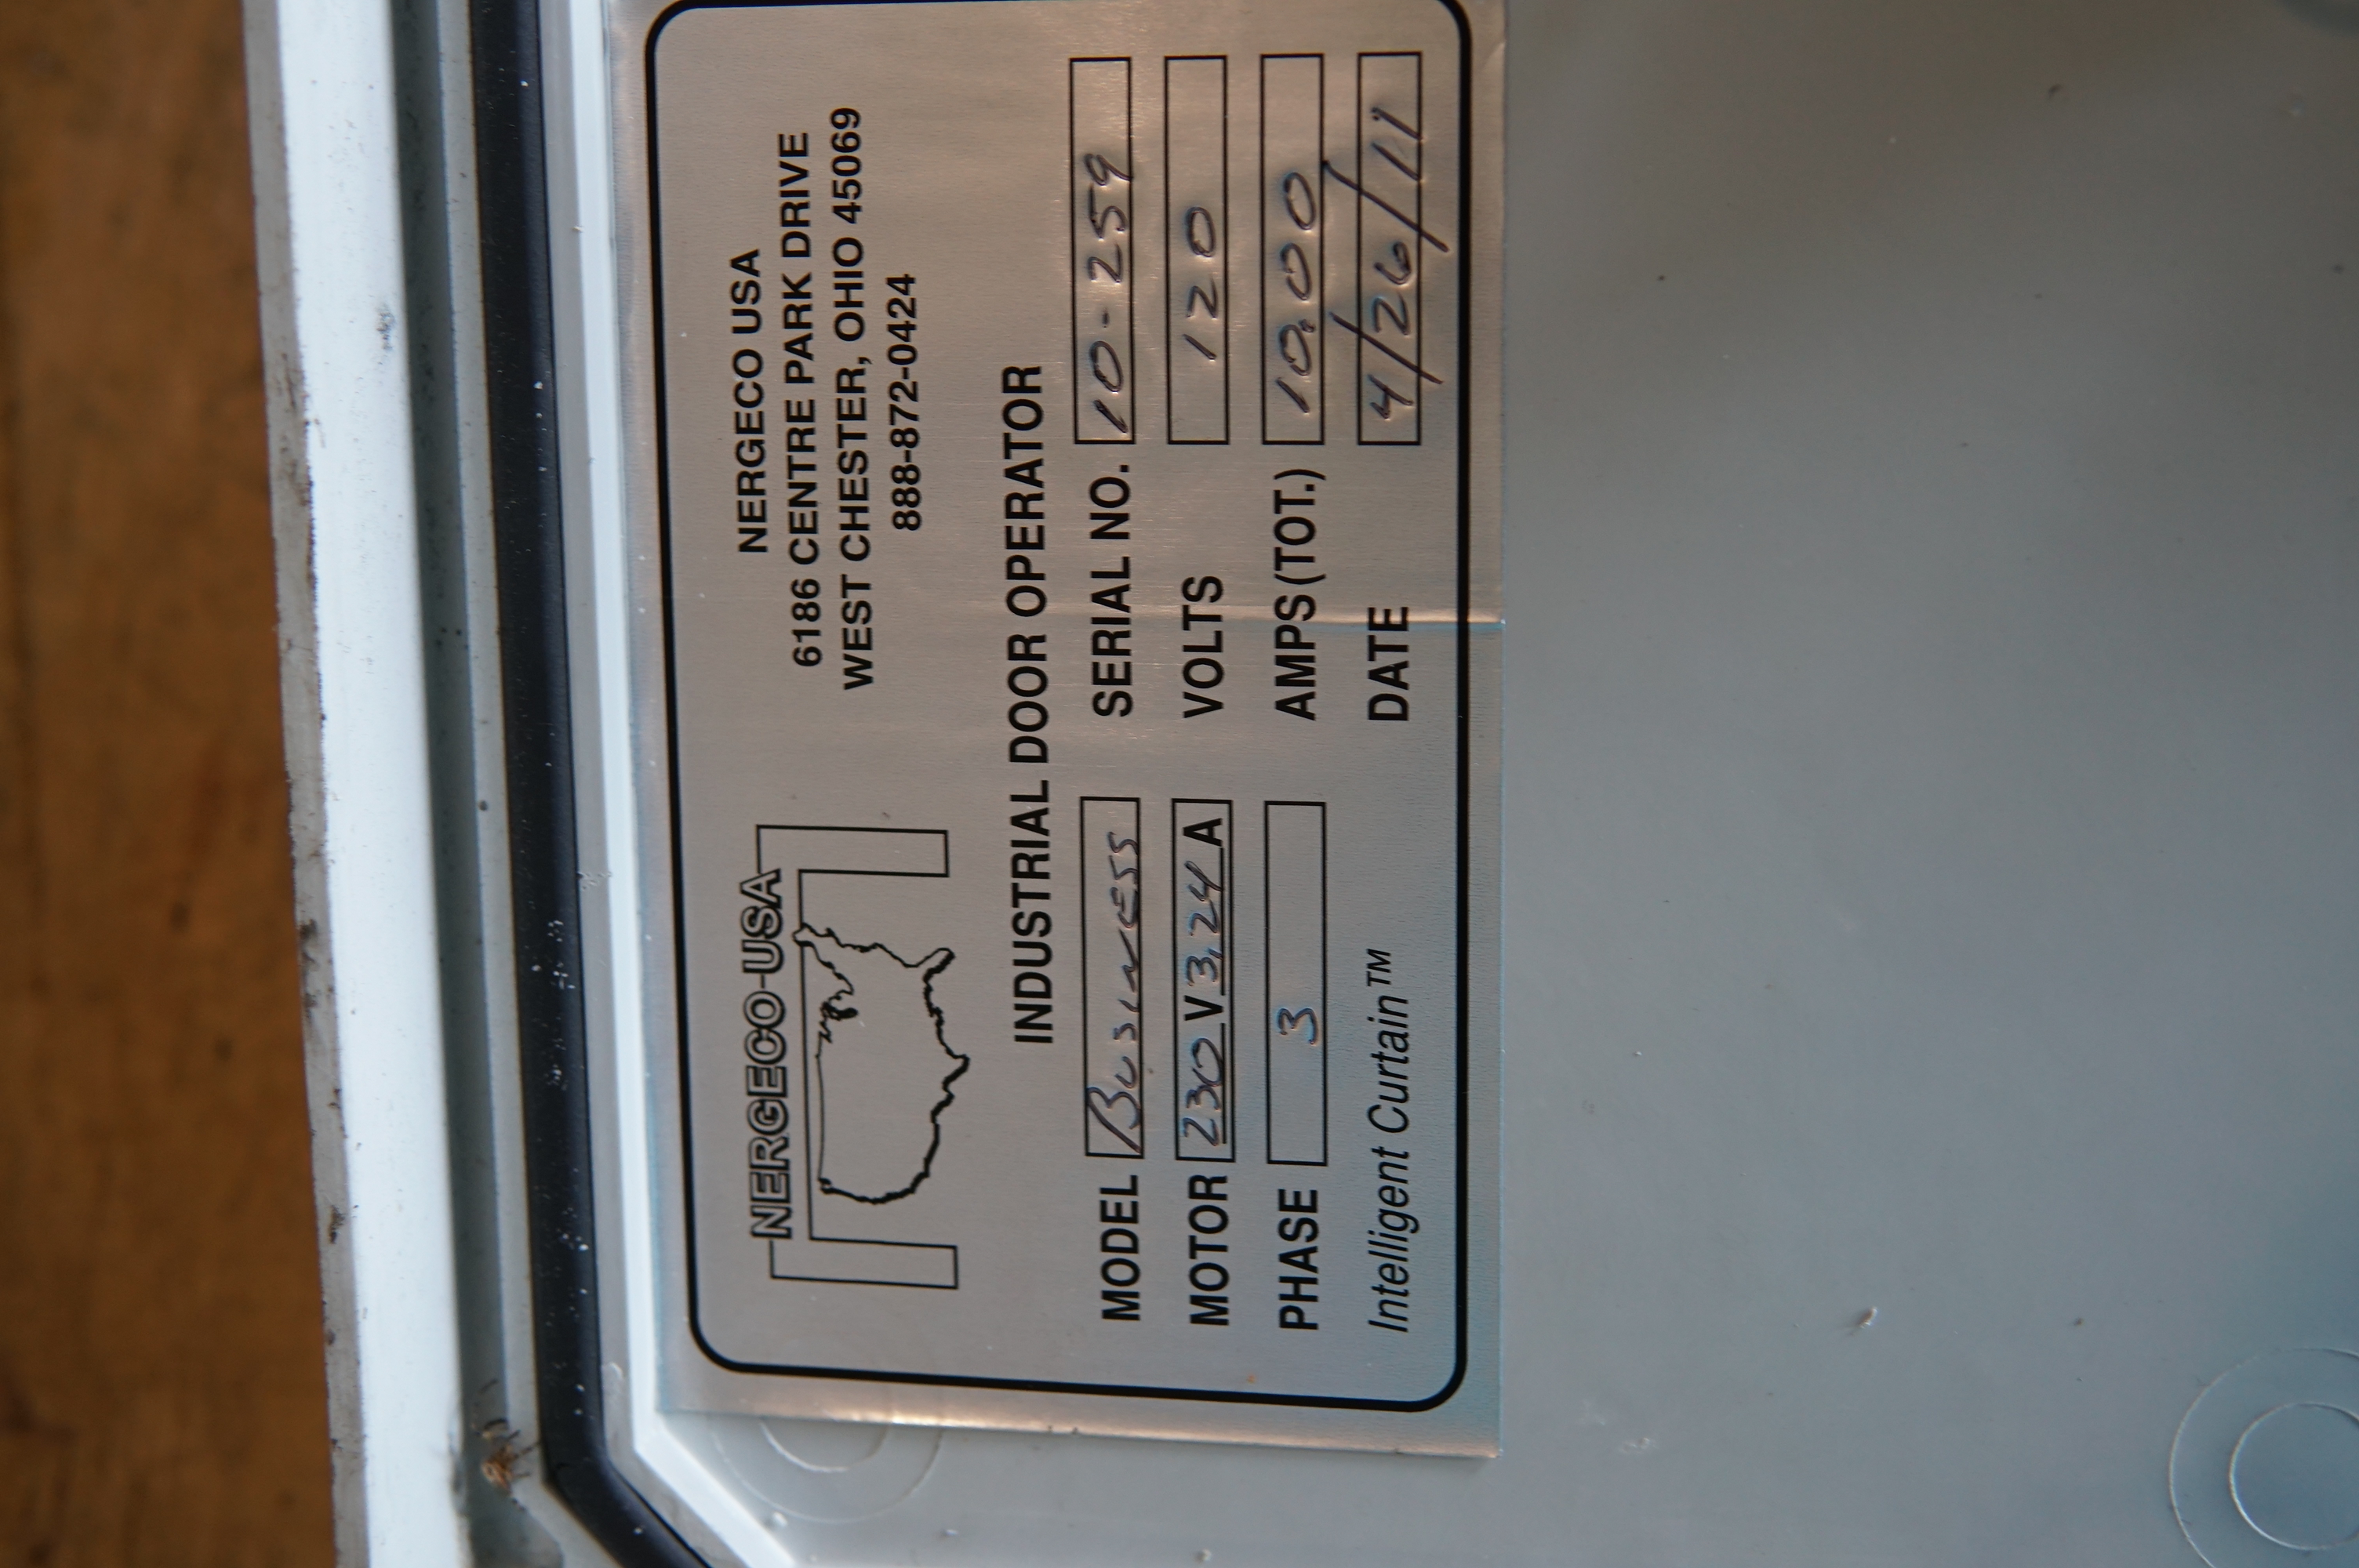 NERGECO-USA
NERGECO USA
6186 CENTRE PARK DRIVE
WEST CHESTER, OHIO 45069
888-872-0424
INDUSTRIAL DOOR OPERATOR
MODEL Business SERIAL NO. 10-259
MOTOR 230 V 3.24 A VOLTS 120
PHASE 3 AMPS (TOT.) 10.00
Intelligent Curtain™ DATE 4/26/11